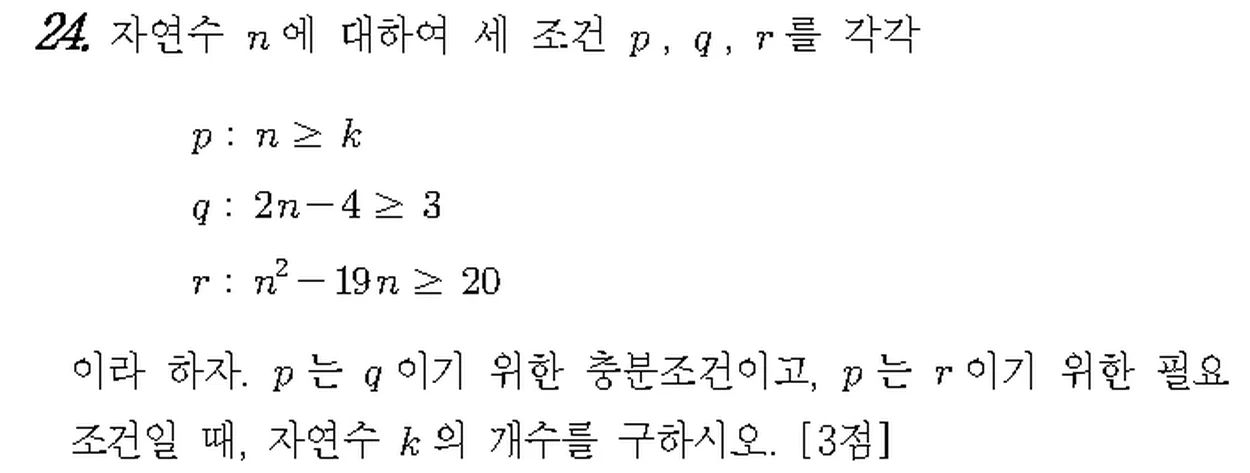 24. 자연수 n에 대하여 세 조건 p, q, r를 각각
p : n ≥ k
q : 2n-4 ≥ 3
r : n²-19n ≥ 20
이라 하자. p는 q이기 위한 충분조건이고, p는 r이기 위한 필요
조건일 때, 자연수 k의 개수를 구하시오. [3점]